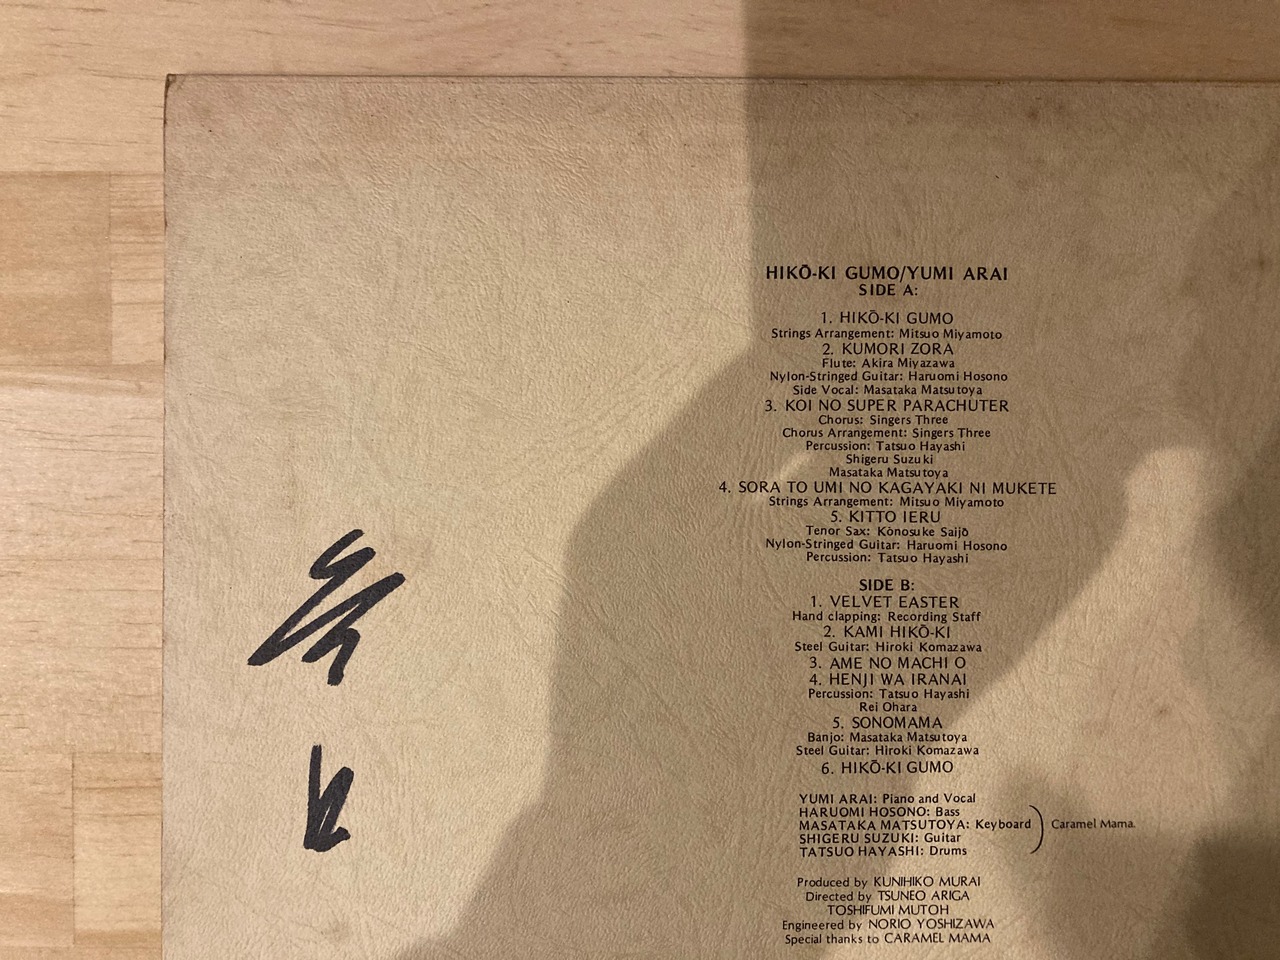 HIKŌ-KI GUMO/YUMI ARAI
SIDE A:
1. HIKŌ-KI GUMO
Strings Arrangement: Mitsuo Miyamoto
2. KUMORI ZORA
Flute: Akira Miyazawa
Nylon-Stringed Guitar: Haruomi Hosono
Side Vocal: Masataka Matsutoya
3. KOI NO SUPER PARACHUTER
Chorus: Singers Three
Chorus Arrangement: Singers Three
Percussion: Tatsuo Hayashi
Shigeru Suzuki
Masataka Matsutoya
4. SORA TO UMI NO KAGAYAKI NI MUKETE
Strings Arrangement: Mitsuo Miyamoto
5. KITTO IERU
Tenor Sax: Kōnosuke Saijō
Nylon-Stringed Guitar: Haruomi Hosono
Percussion: Tatsuo Hayashi
SIDE B:
1. VELVET EASTER
Hand clapping: Recording Staff
2. KAMI HIKŌ-KI
Steel Guitar: Hiroki Komazawa
3. AME NO MACHI O
4. HENJI WA IRANAI
Percussion: Tatsuo Hayashi
Rei Ohara
5. SONOMAMA
Banjo: Masataka Matsutoya
Steel Guitar: Hiroki Komazawa
6. HIKŌ-KI GUMO
YUMI ARAI: Piano and Vocal
HARUOMI HOSONO: Bass
MASATAKA MATSUTOYA: Keyboard
SHIGERU SUZUKI: Guitar
TATSUO HAYASHI: Drums
Caramel Mama.
Produced by KUNIHIKO MURAI
Directed by TSUNEO ARIGA
TOSHIFUMI MUTOH
Engineered by NORIO YOSHIZAWA
Special thanks to CARAMEL MAMA